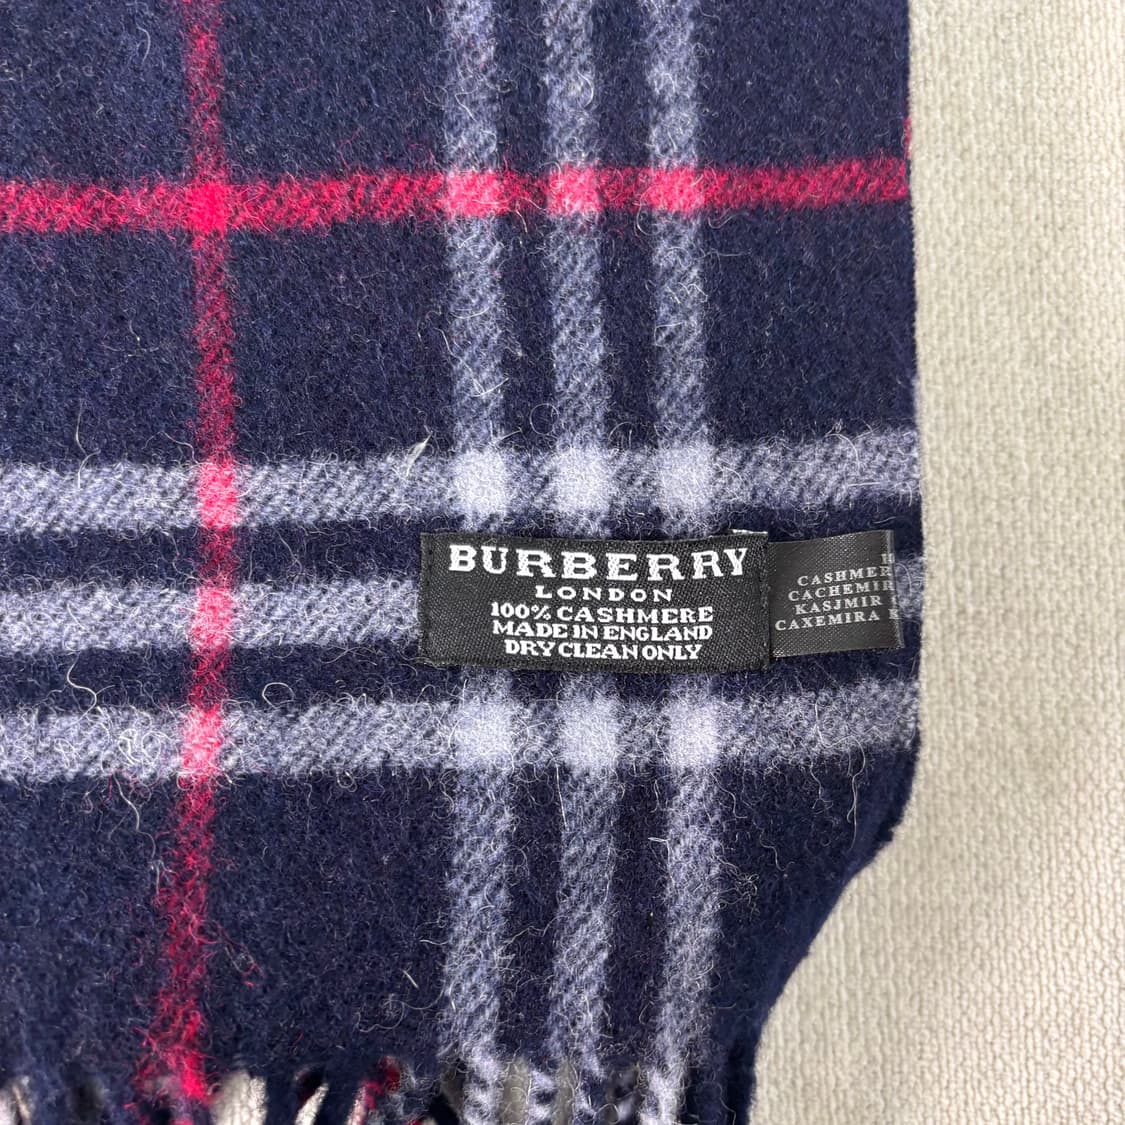 BURBERRY
LONDON
100% CASHMERE
MADE IN ENGLAND
DRY CLEAN ONLY
CASHMER
CACHEMIR
KASJMIR
CAXEMIRA